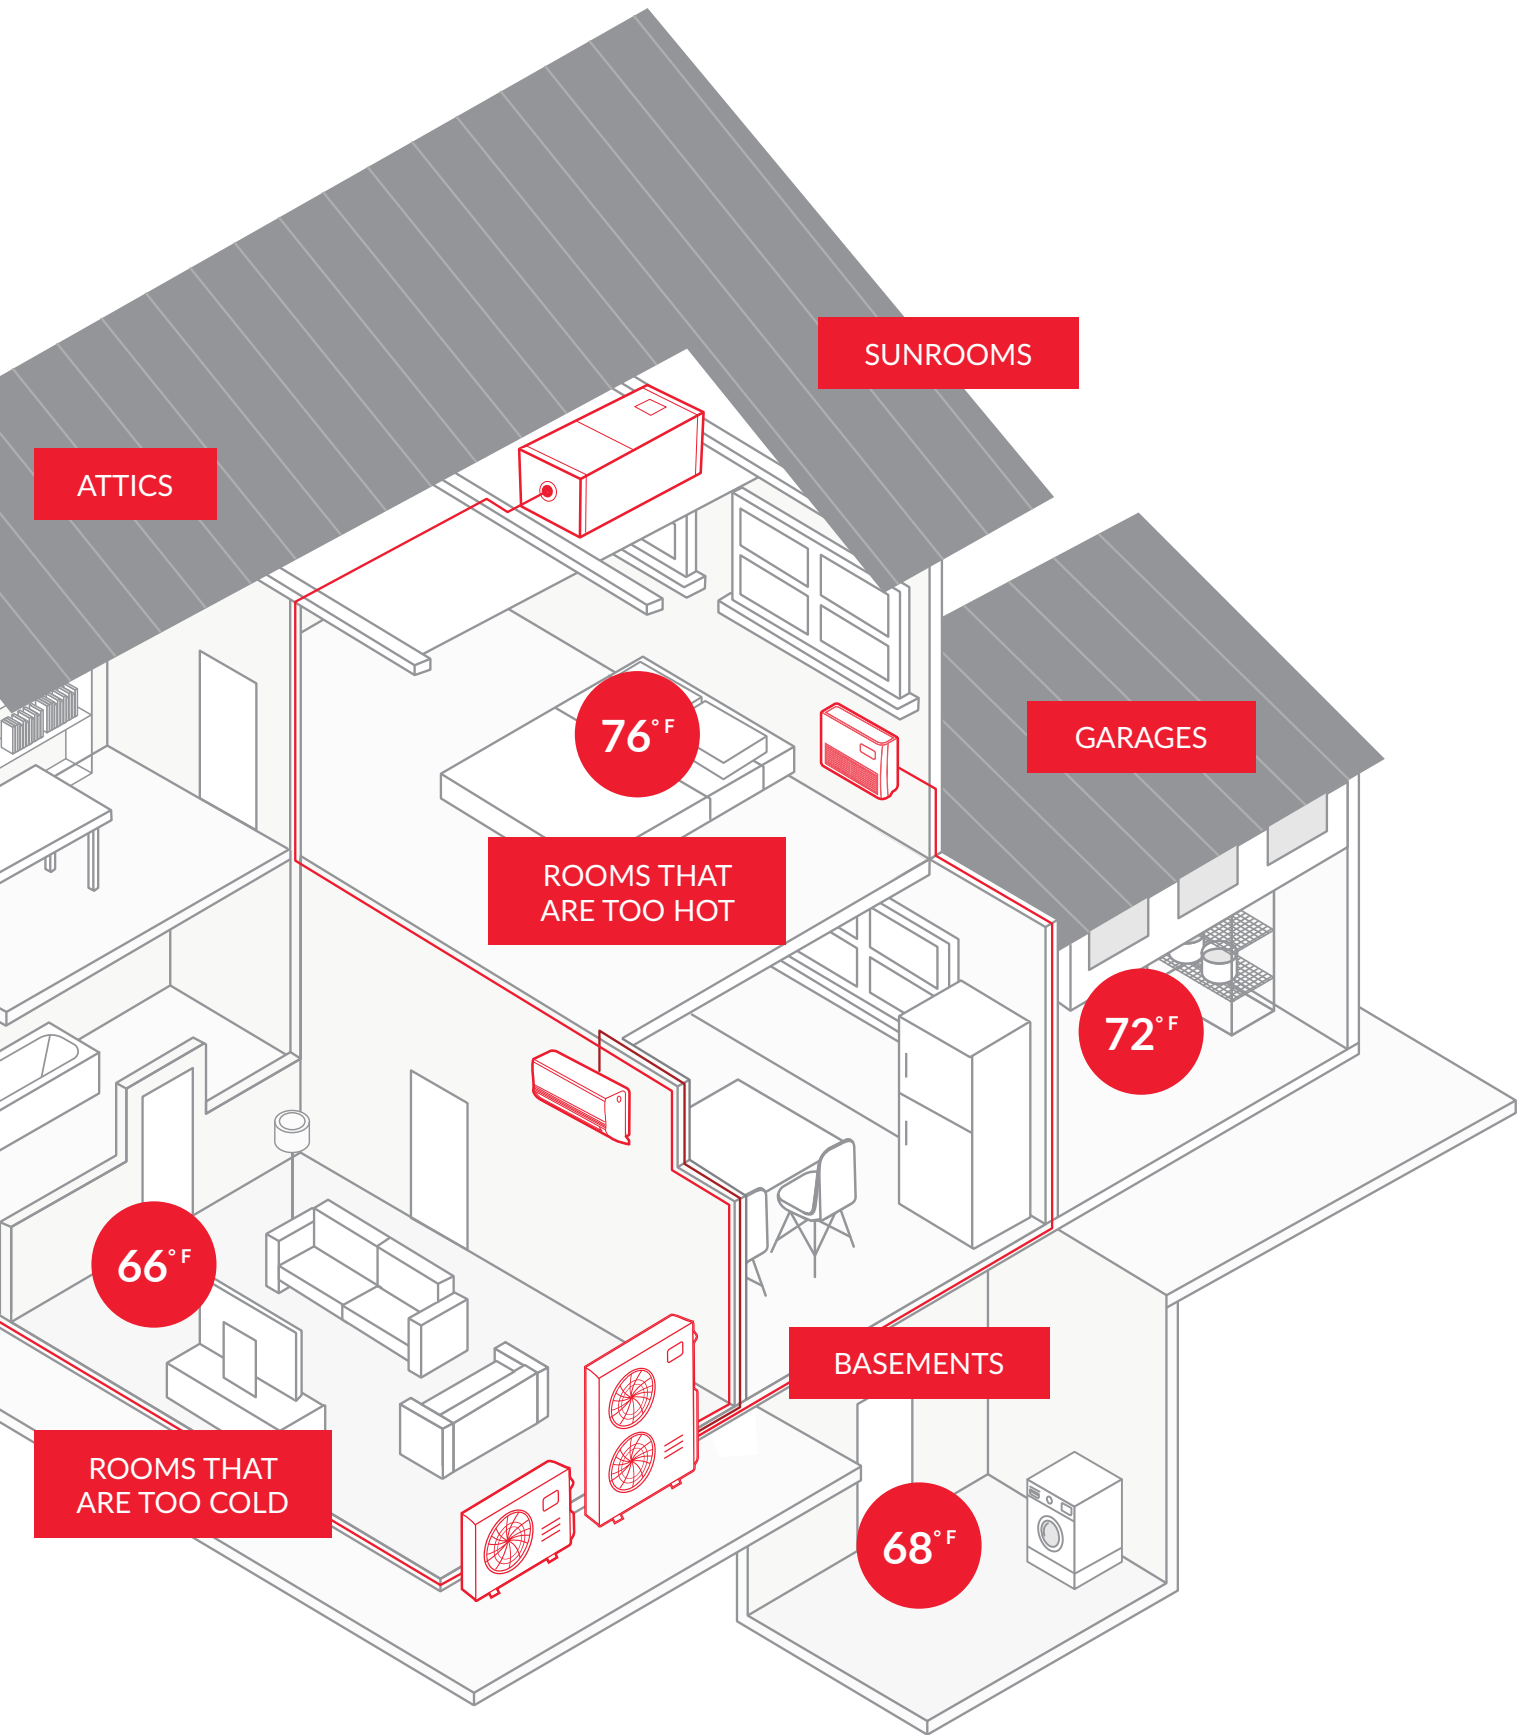 SUNROOMS
ATTICS
76°F
GARAGES
ROOMS THAT
ARE TOO HOT
72°F
66°F
BASEMENTS
ROOMS THAT
ARE TOO COLD
68°F